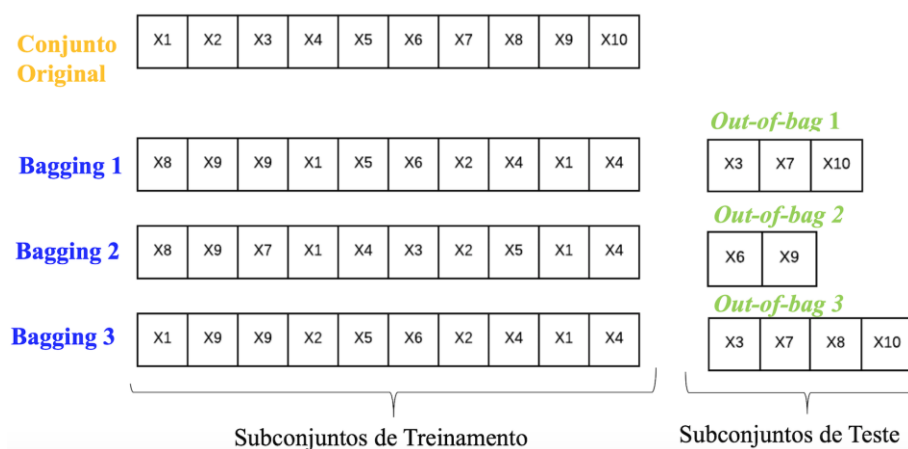 Conjunto
Original
X1 X2 X3 X4 X5 X6 X7 X8 X9 X10
Out-of-bag 1
Bagging 1
X8 X9 X9 X1 X5 X6 X2 X4 X1 X4
X3 X7 X10
Out-of-bag 2
Bagging 2
X8 X9 X7 X1 X4 X3 X2 X5 X1 X4
X6 X9
Out-of-bag 3
Bagging 3
X1 X9 X9 X2 X5 X6 X2 X4 X1 X4
X3 X7 X8 X10
Subconjuntos de Treinamento
Subconjuntos de Teste